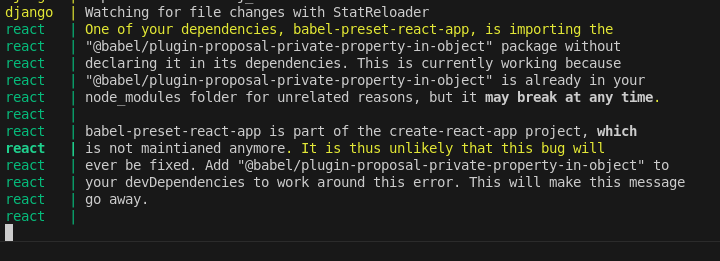 django | Watching for file changes with StatReloader
react | One of your dependencies, babel-preset-react-app, is importing the
react | "@babel/plugin-proposal-private-property-in-object" package without
react | declaring it in its dependencies. This is currently working because
react | "@babel/plugin-proposal-private-property-in-object" is already in your
react | node_modules folder for unrelated reasons, but it may break at any time.
react |
react | babel-preset-react-app is part of the create-react-app project, which
react | is not maintianed anymore. It is thus unlikely that this bug will
react | ever be fixed. Add "@babel/plugin-proposal-private-property-in-object" to
react | your devDependencies to work around this error. This will make this message
react | go away.
react |